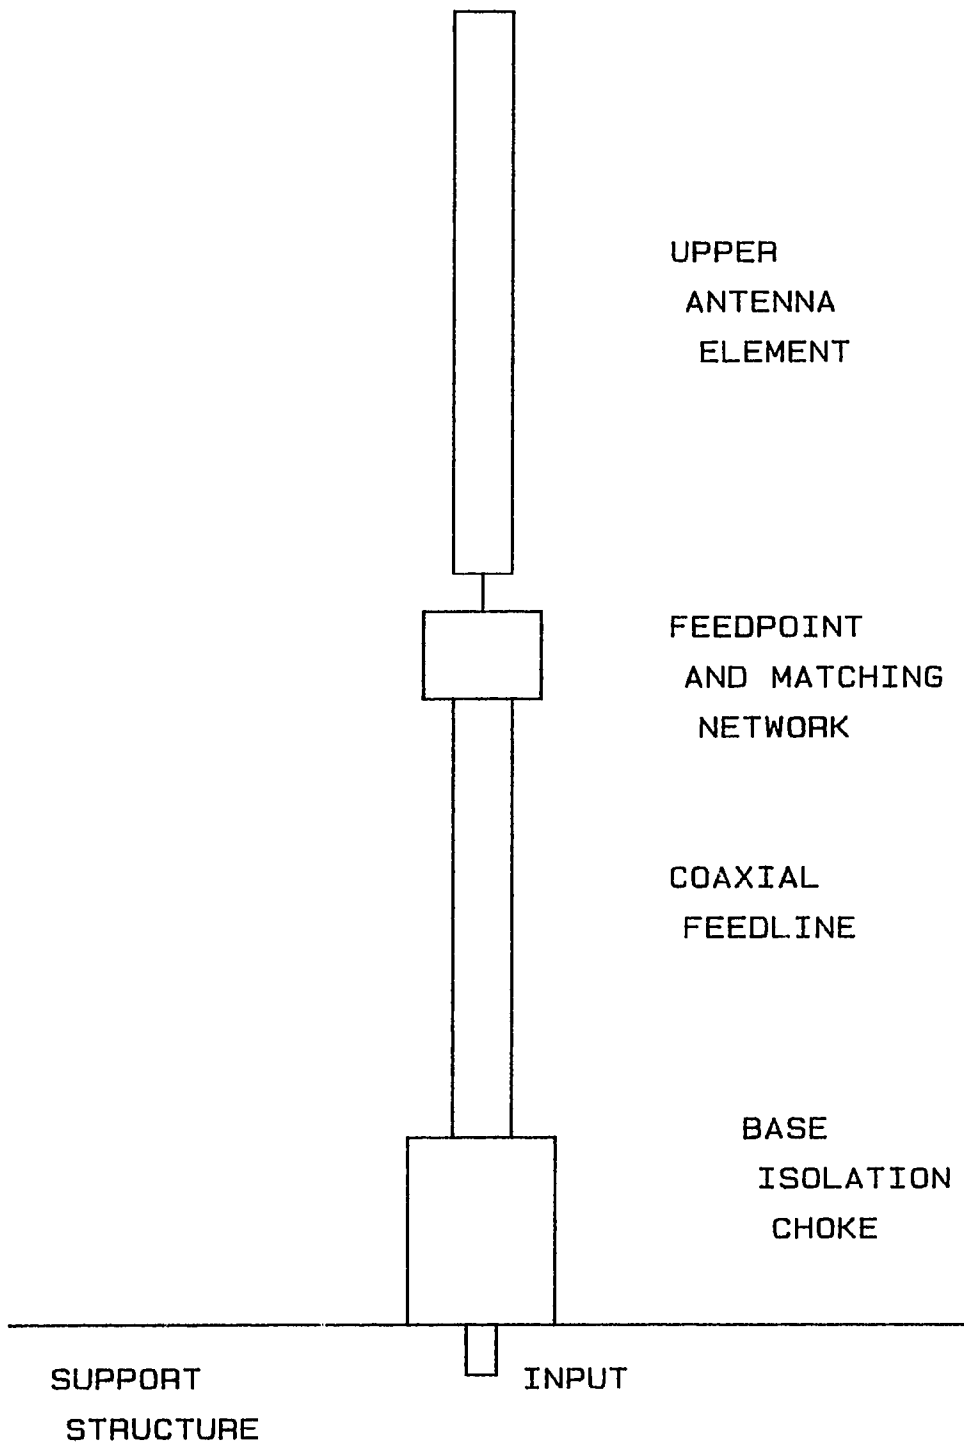 UPPER
ANTENNA
ELEMENT
FEEDPOINT
AND MATCHING
NETWORK
COAXIAL
FEEDLINE
BASE
ISOLATION
CHOKE
SUPPORT
STRUCTURE
INPUT